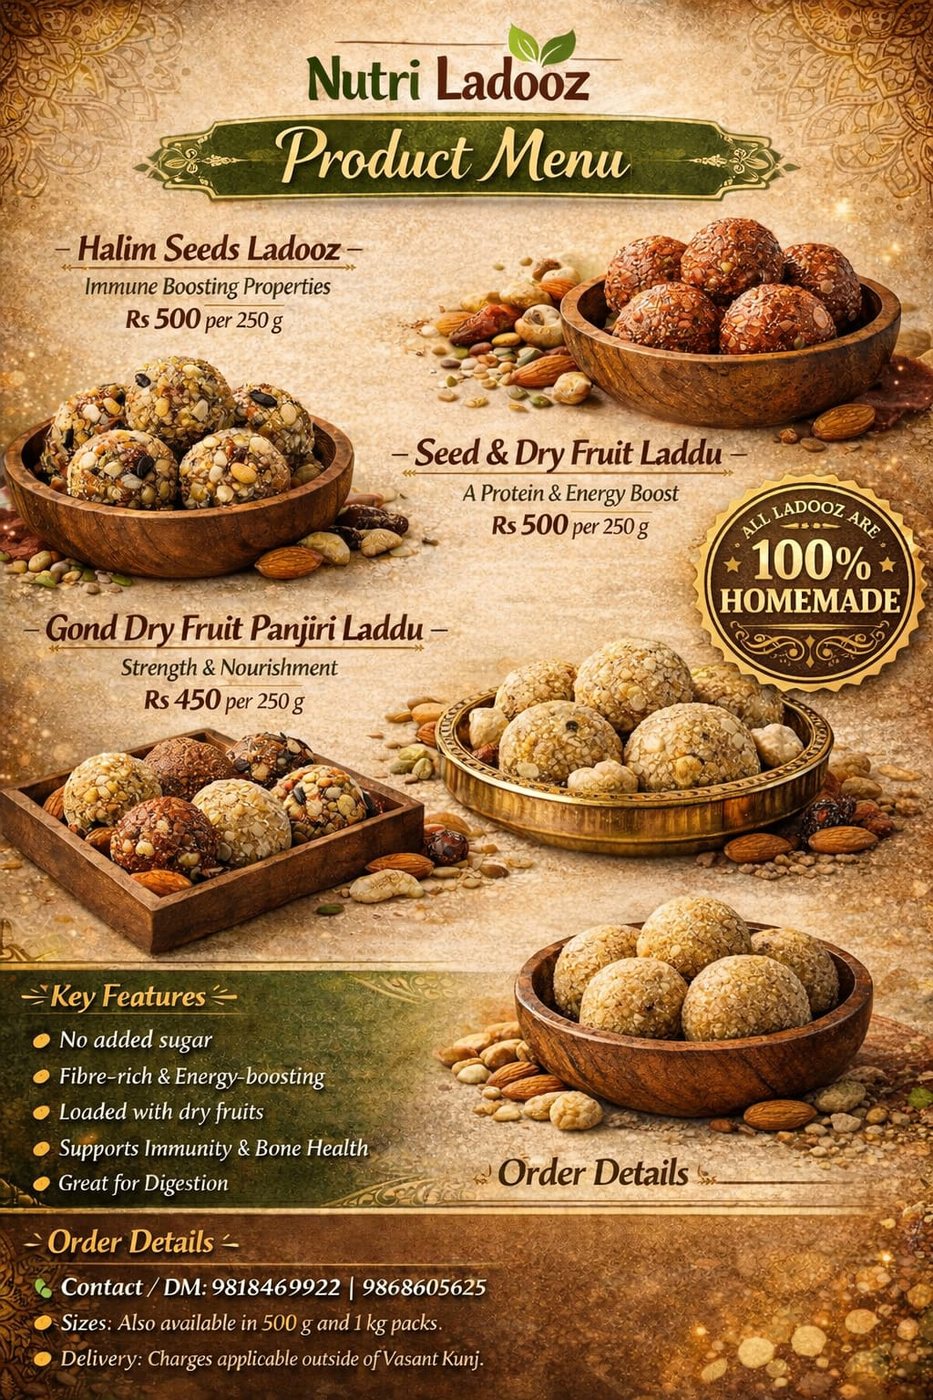 Nutri Ladooz
Product Menu
Halim Seeds Ladooz
Immune Boosting Properties
Rs 500 per 250 g
Seed & Dry Fruit Laddu
A Protein & Energy Boost
Rs 500 per 250 g
ALL LADOOZ ARE
100%
HOMEMADE
Gond Dry Fruit Panjiri Laddu
Strength & Nourishment
Rs 450 per 250 g
Key Features
No added sugar
Fibre-rich & Energy-boosting
Loaded with dry fruits
Supports Immunity & Bone Health
Great for Digestion
Order Details
Order Details
Contact / DM: 9818469922 | 9868605625
Sizes: Also available in 500 g and 1 kg packs.
Delivery: Charges applicable outside of Vasant Kunj.